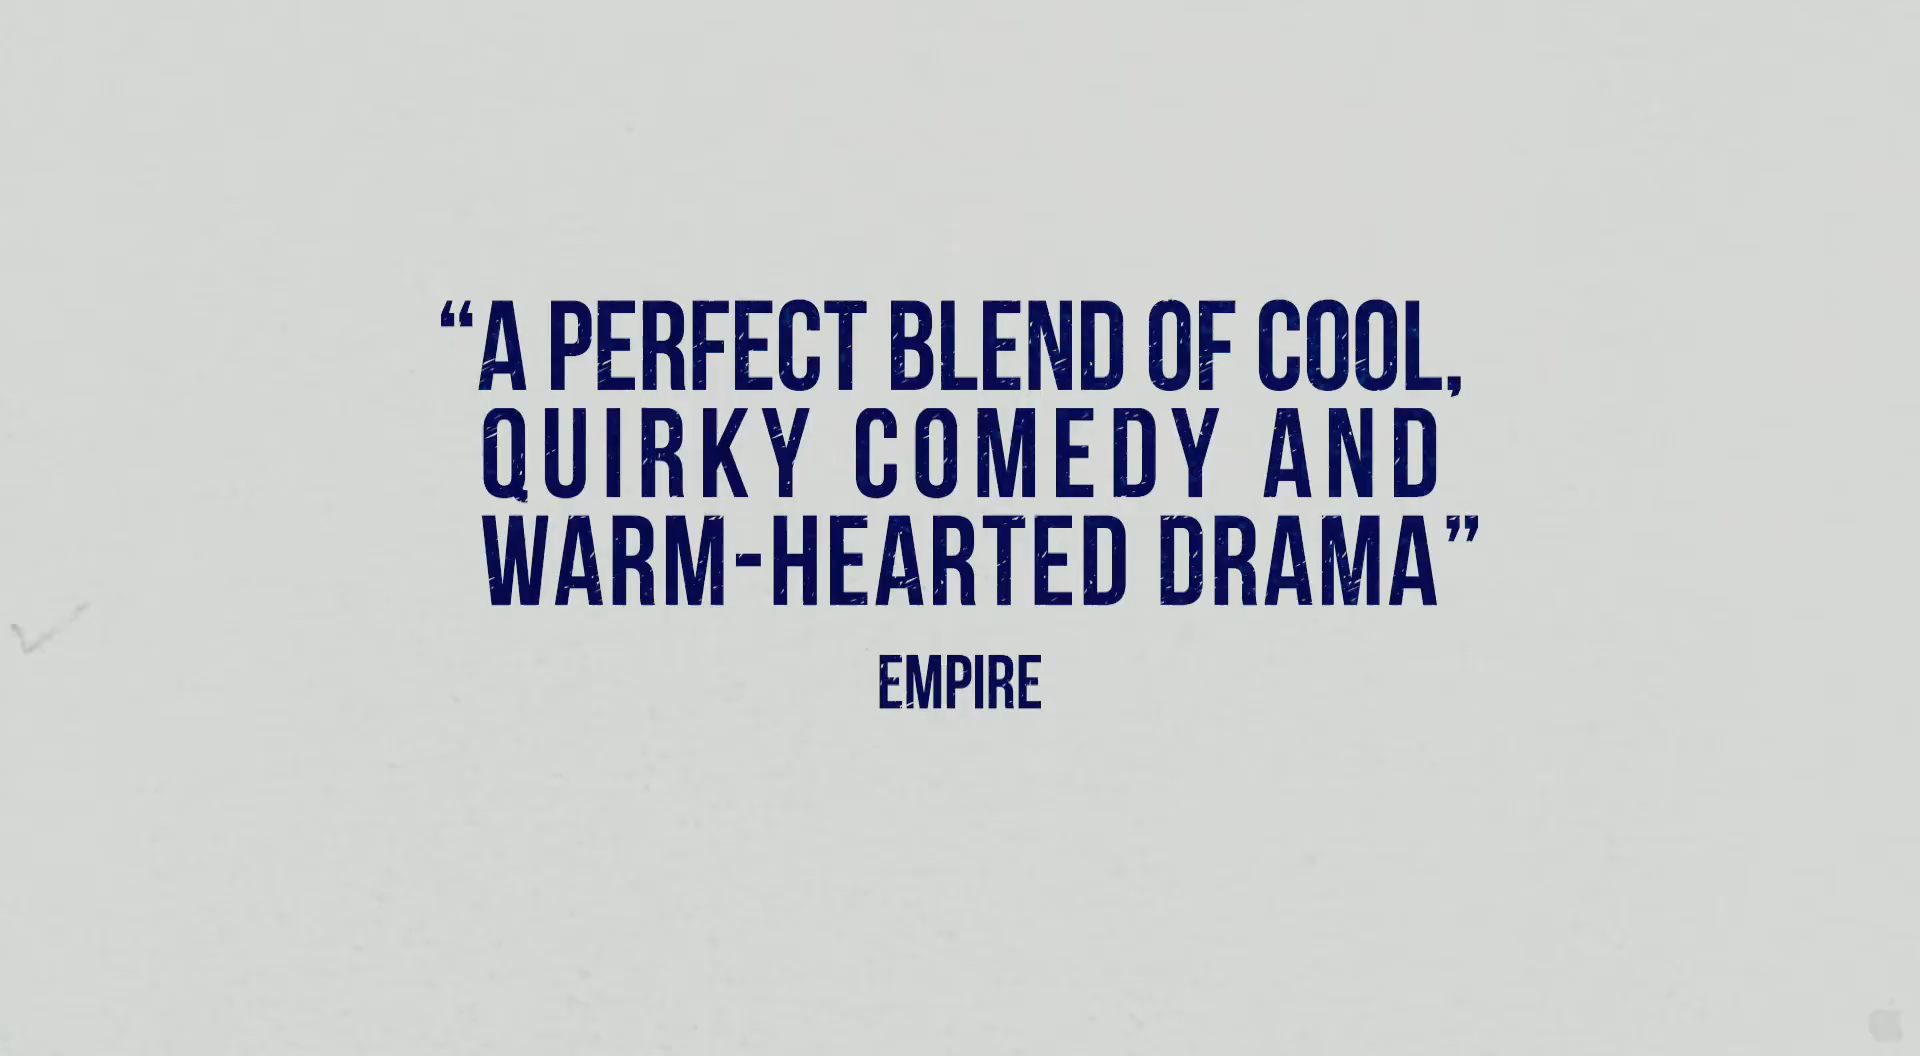 “A PERFECT BLEND OF COOL,
QUIRKY COMEDY AND
WARM-HEARTED DRAMA”
EMPIRE